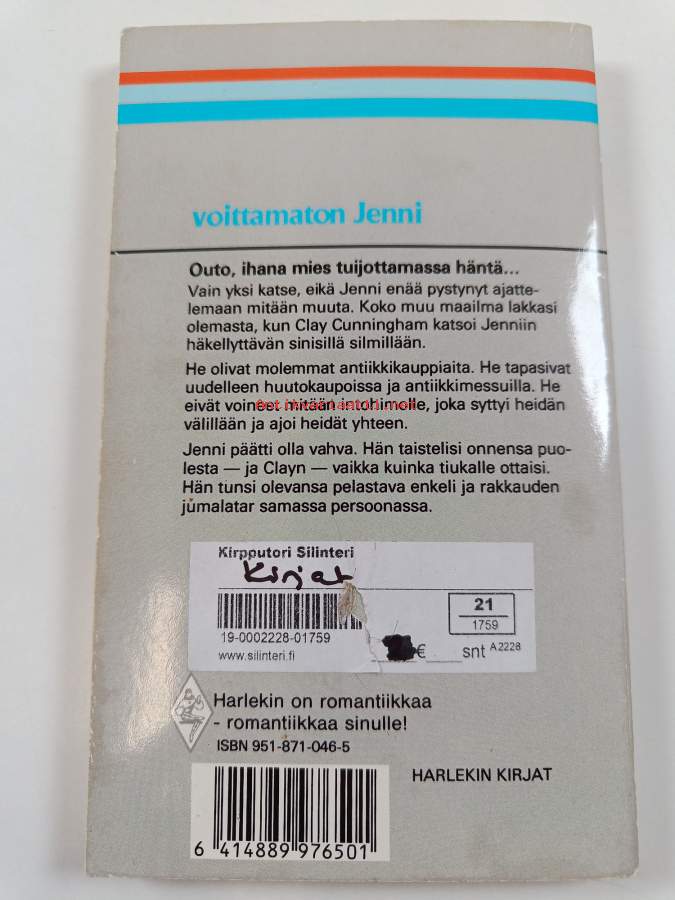 voittamaton Jenni
Outo, ihana mies tuijottamassa häntä...
Vain yksi katse, eikä Jenni enää pystynyt ajatte-
lemaan mitään muuta. Koko muu maailma lakkasi
olemasta, kun Clay Cunningham katsoi Jenniin
häkellyttävän sinisillä silmillään.
He olivat molemmat antiikkikauppiaita. He tapasivat
uudelleen huutokaupoissa ja antiikkimessuilla. He
eivät voineet mitään intohimolle, joka syttyi heidän
välillään ja ajoi heidät yhteen.
Jenni päätti olla vahva. Hän taistelisi onnensa puo-
lesta — ja Clayn — vaikka kuinka tiukalle ottaisi.
Hän tunsi olevansa pelastava enkeli ja rakkauden
jumalatar samassa persoonassa.
Kirpputori Silinteri
Kirjat
21
1759
19-0002228-01759
www.silinteri.fi
€ snt A2228
Harlekin on romantiikkaa
- romantiikkaa sinulle!
ISBN 951-871-046-5
HARLEKIN KIRJAT
6 414889 976501